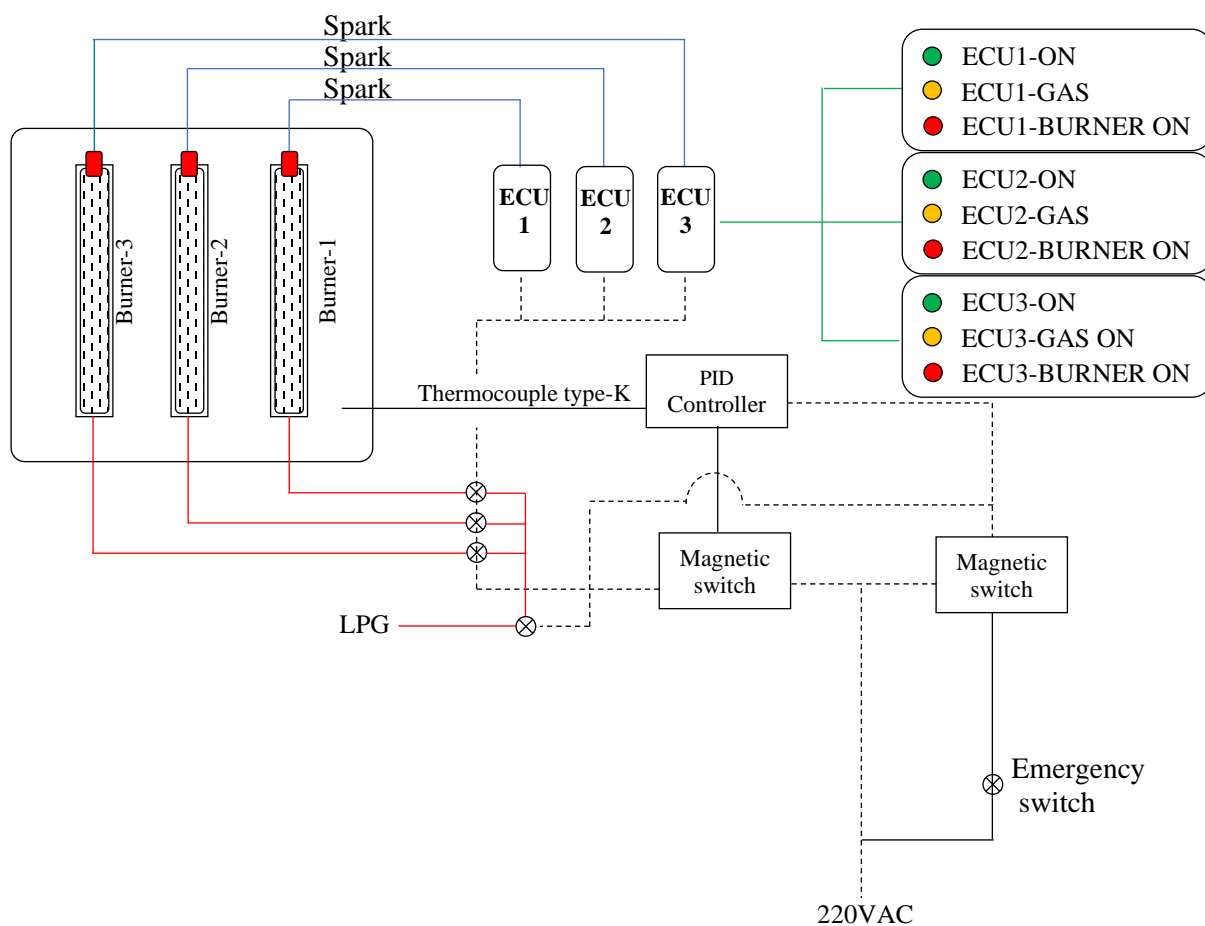 Spark
Spark
Spark
ECU1-ON
ECU1-GAS
ECU1-BURNER ON
ECU2-ON
ECU2-GAS
ECU2-BURNER ON
ECU3-ON
ECU3-GAS ON
ECU3-BURNER ON
ECU
1
ECU
2
ECU
3
Burner-3
Burner-2
Burner-1
Thermocouple type-K
PID
Controller
Magnetic
switch
Magnetic
switch
LPG
Emergency
switch
220VAC